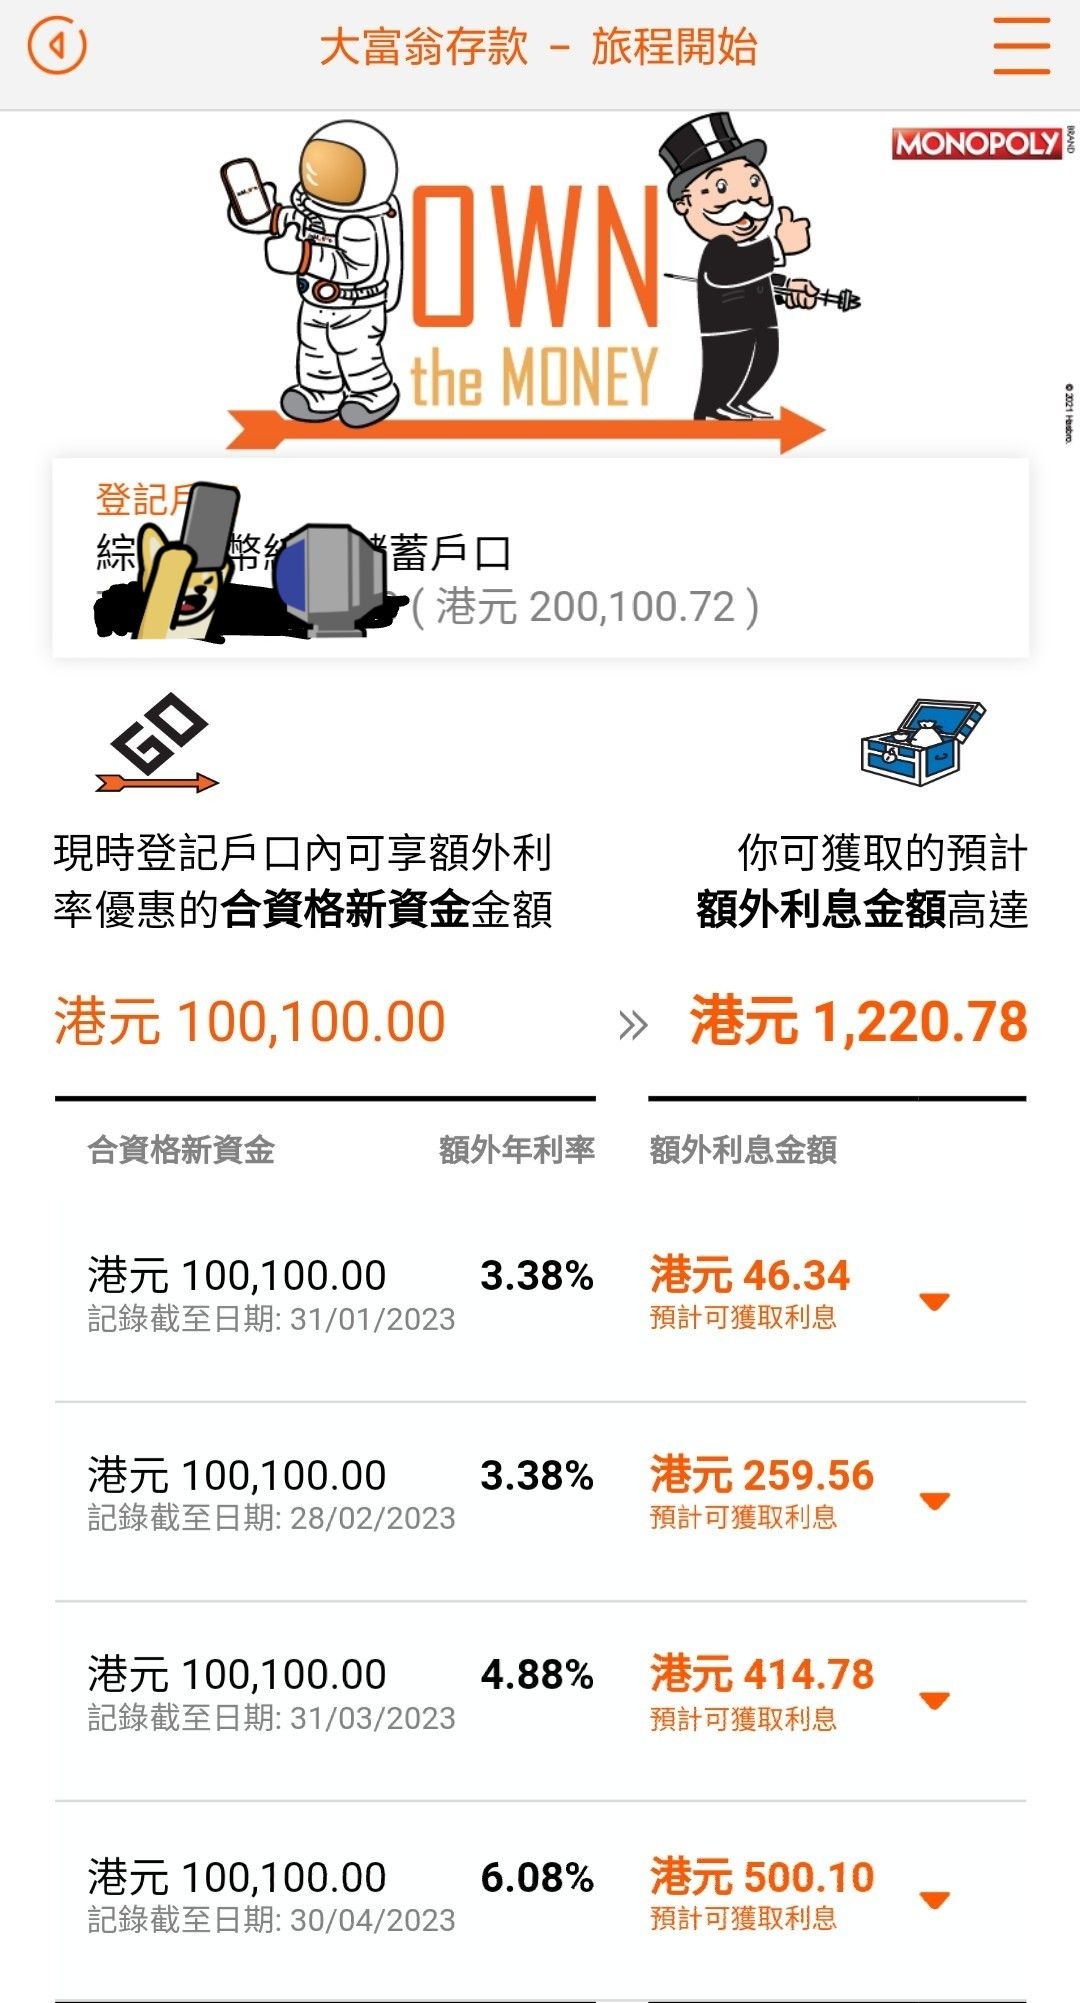 大富翁存款 – 旅程開始
MONOPOLY
BRAND
OWN
the MONEY
© 2021 Hasbro.
登記戶
綜 幣 儲蓄戶口
( 港元 200,100.72 )
GO
現時登記戶口內可享額外利
率優惠的合資格新資金金額
你可獲取的預計
額外利息金額高達
港元 100,100.00
»
港元 1,220.78
合資格新資金 額外年利率 額外利息金額
港元 100,100.00 3.38% 港元 46.34
記錄截至日期: 31/01/2023 預計可獲取利息
港元 100,100.00 3.38% 港元 259.56
記錄截至日期: 28/02/2023 預計可獲取利息
港元 100,100.00 4.88% 港元 414.78
記錄截至日期: 31/03/2023 預計可獲取利息
港元 100,100.00 6.08% 港元 500.10
記錄截至日期: 30/04/2023 預計可獲取利息